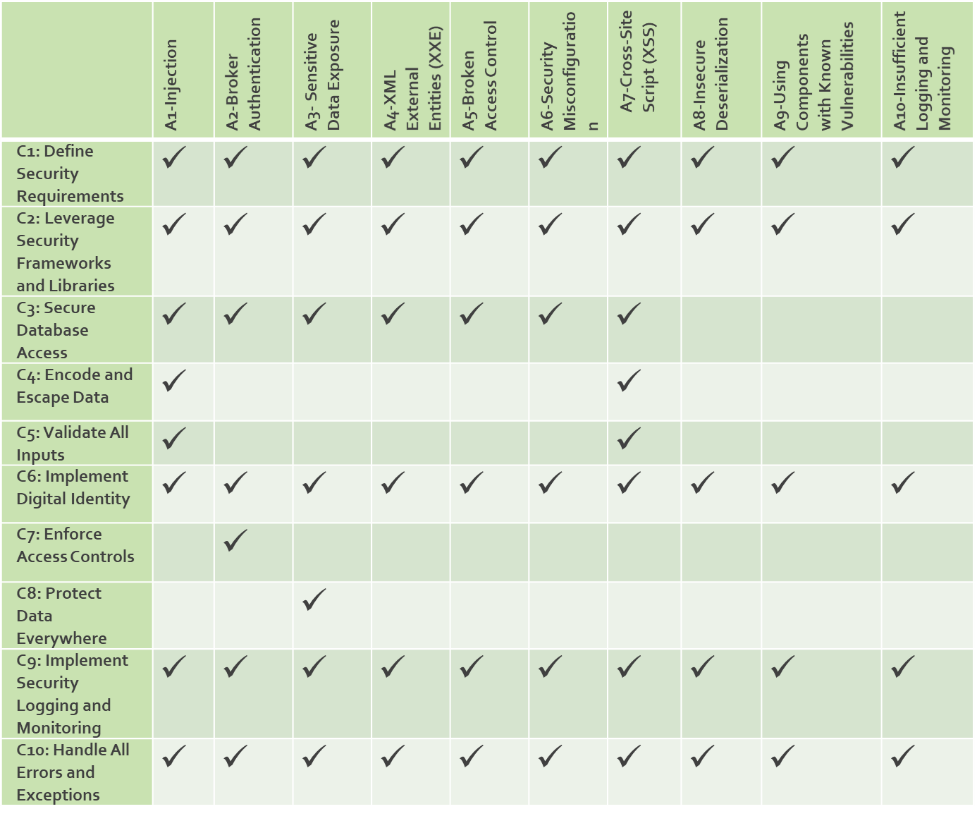 A1-Injection
A2-Broker
Authentication
A3- Sensitive
Data Exposure
A4-XML
External
Entities (XXE)
A5-Broken
Access Control
A6-Security
Misconfiguratio
n
A7-Cross-Site
Script (XSS)
A8-Insecure
Deserialization
A9-Using
Components
with Known
Vulnerabilities
A10-Insufficient
Logging and
Monitoring
C1: Define
Security
Requirements
C2: Leverage
Security
Frameworks
and Libraries
C3: Secure
Database
Access
C4: Encode and
Escape Data
C5: Validate All
Inputs
C6: Implement
Digital Identity
C7: Enforce
Access Controls
C8: Protect
Data
Everywhere
C9: Implement
Security
Logging and
Monitoring
C10: Handle All
Errors and
Exceptions